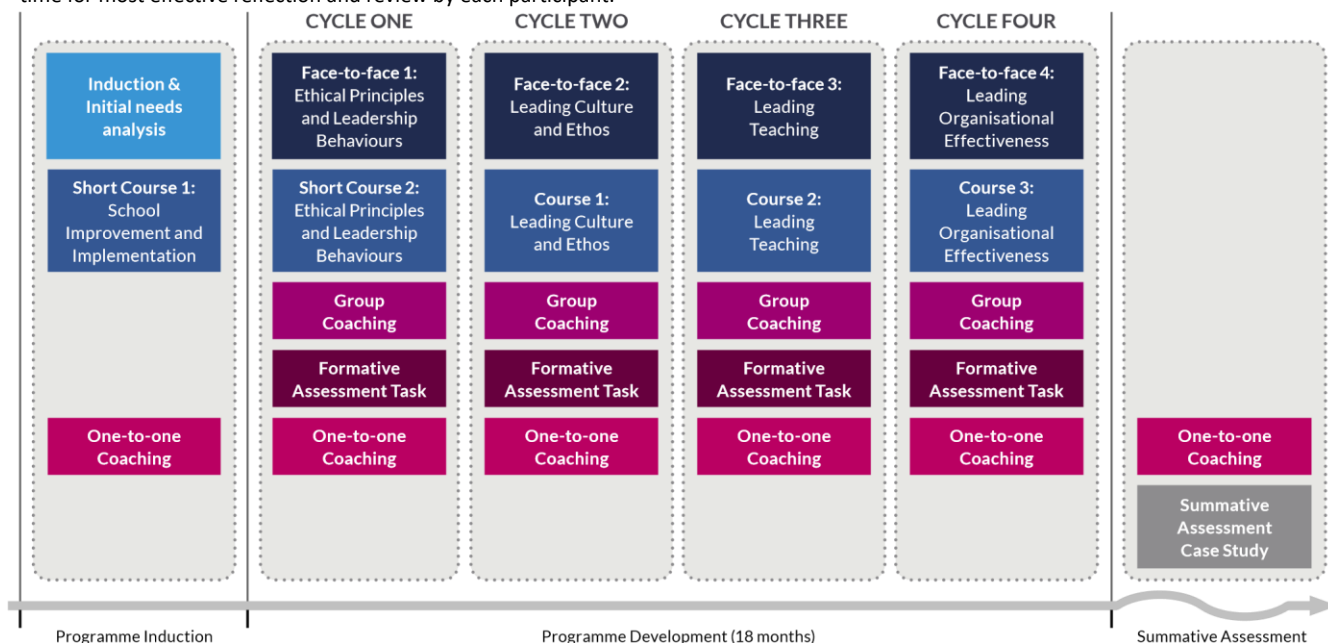 time for most effective reflection and review by each participant.
CYCLE ONE
CYCLE TWO
CYCLE THREE
CYCLE FOUR
Induction &
Initial needs
analysis
Short Course 1:
School
Improvement and
Implementation
One-to-one
Coaching
Face-to-face 1:
Ethical Principles
and Leadership
Behaviours
Short Course 2:
Ethical Principles
and Leadership
Behaviours
Group
Coaching
Formative
Assessment Task
One-to-one
Coaching
Face-to-face 2:
Leading Culture
and Ethos
Course 1:
Leading Culture
and Ethos
Group
Coaching
Formative
Assessment Task
One-to-one
Coaching
Face-to-face 3:
Leading
Teaching
Course 2:
Leading
Teaching
Group
Coaching
Formative
Assessment Task
One-to-one
Coaching
Face-to-face 4:
Leading
Organisational
Effectiveness
Course 3:
Leading
Organisational
Effectiveness
Group
Coaching
Formative
Assessment Task
One-to-one
Coaching
One-to-one
Coaching
Summative
Assessment
Case Study
Programme Induction
Programme Development (18 months)
Summative Assessment